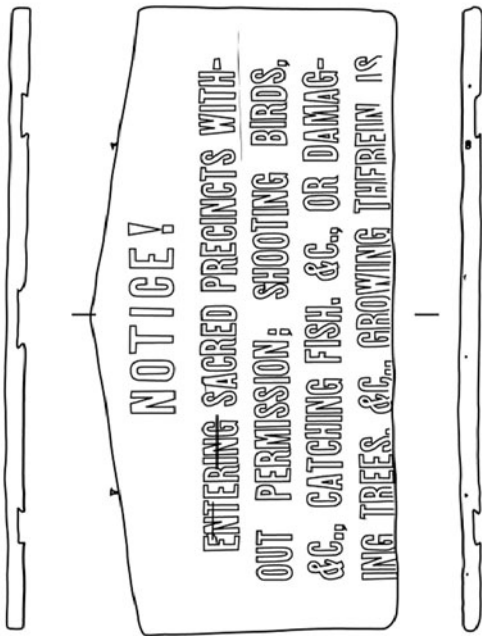 NOTICE!
ENTERING SACRED PRECINCTS WITH-
OUT PERMISSION; SHOOTING BIRDS,
&C., CATCHING FISH. &C., OR DAMAG-
ING TREES. &C., GROWING THEREIN IS